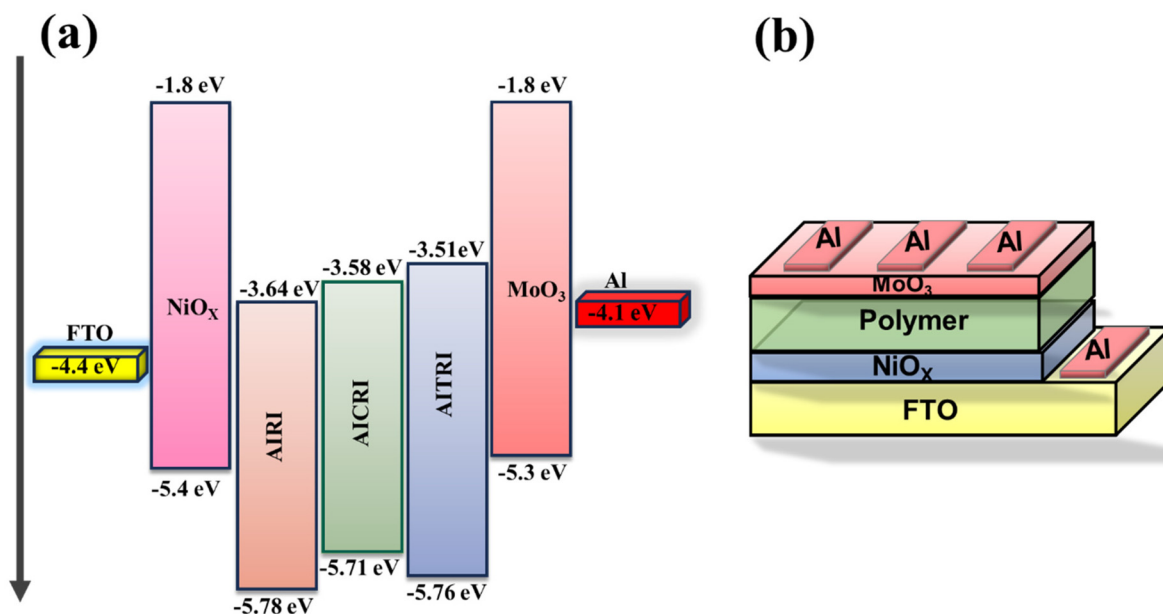 (a)
-1.8 eV
-1.8 eV
-3.51eV
-3.58 eV
-3.64 eV
NiOX
MoO3
Al
-4.1 eV
FTO
-4.4 eV
AIRI
AICRI
AITRI
-5.4 eV
-5.3 eV
-5.71 eV
-5.76 eV
-5.78 eV
(b)
Al Al Al
MoO3
Polymer
Al
NiOX
FTO